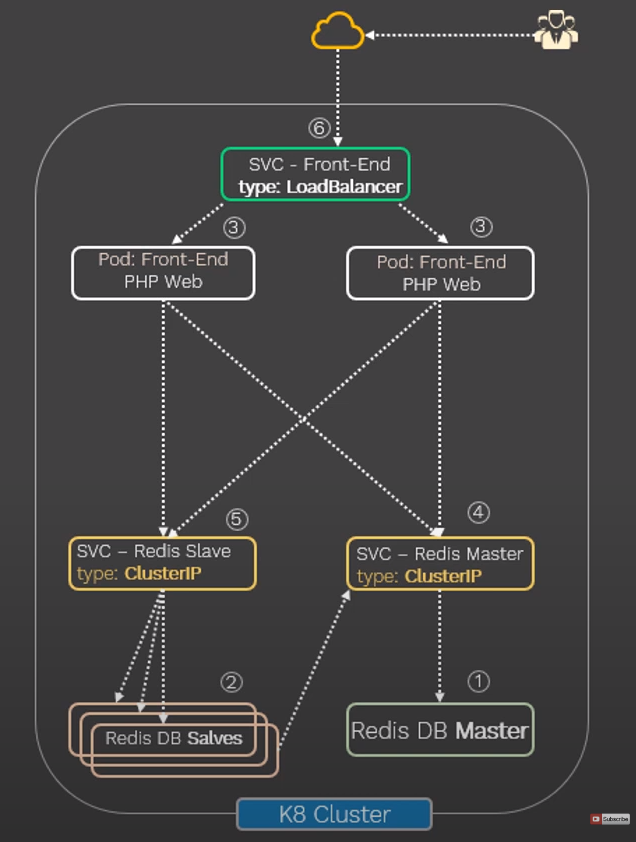 ⑥
SVC - Front-End
type: LoadBalancer
③
③
Pod: Front-End
PHP Web
Pod: Front-End
PHP Web
⑤
④
SVC – Redis Slave
type: ClusterIP
SVC – Redis Master
type: ClusterIP
②
①
Redis DB Salves
Redis DB Master
K8 Cluster
Subscribe